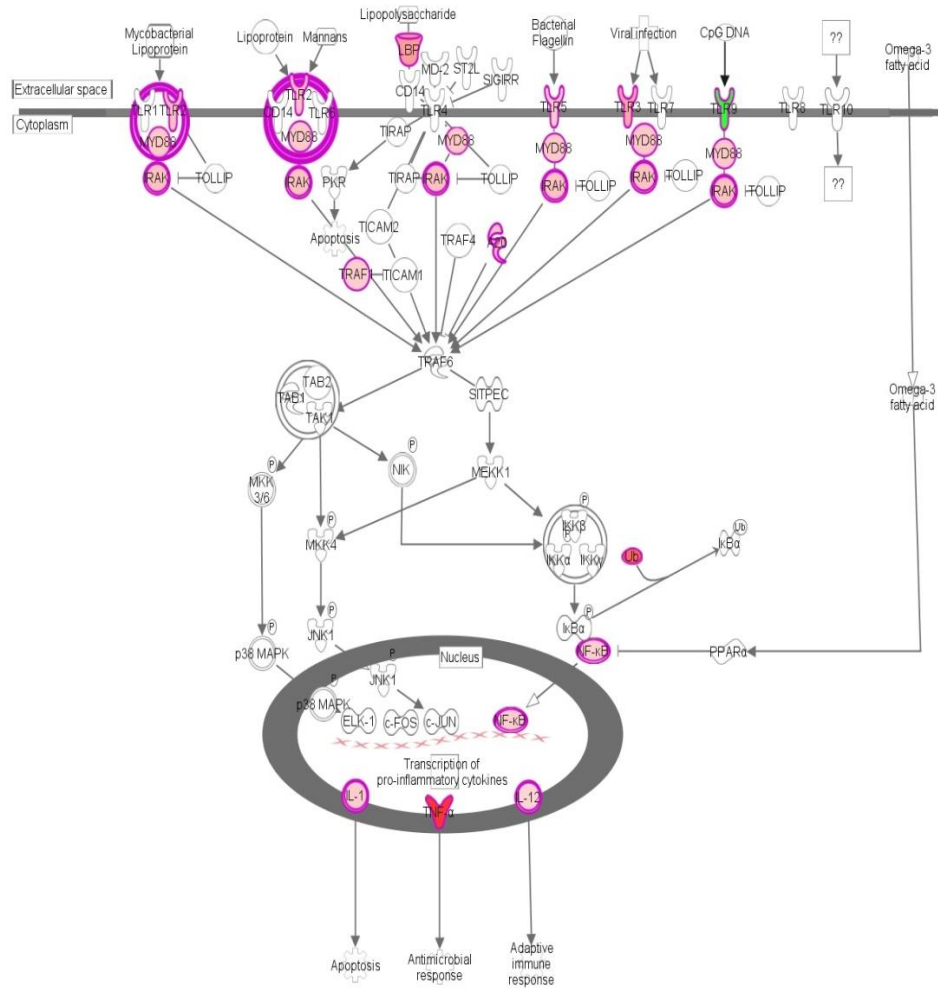 Lipopolysaccharide
Mycobacterial
Lipoprotein
Lipoprotein
Mannans
LBP
MD-2
ST2L
SIGIRR
Bacterial
Flagellin
Viral infection
CpG DNA
??
Omega-3
fatty acid
Extracellular space
Cytoplasm
TLR1
TLR2
CD14
TLR2
TLR6
CD14
TLR4
TLR5
TLR3
TLR7
TLR9
TLR8
TLR10
MYD88
MYD88
TIRAP
MYD88
MYD88
MYD88
MYD88
??
IRAK
TOLLIP
IRAK
PKR
TIRAP
IRAK
TOLLIP
IRAK
TOLLIP
IRAK
TOLLIP
IRAK
TOLLIP
Apoptosis
TICAM2
TRAF4
TRAF1
TICAM1
TRAF6
TAB2
TAB1
TAK1
SITPEC
Omega-3
fatty acid
P
MKK
3/6
P
NIK
MEKK1
P
MKK4
P
IKKβ
P
IKKα
IKKγ
Ub
Ub
IκBα
P
p38 MAPK
P
JNK1
P
IκBα
NF-κB
PPARα
Nucleus
P
JNK1
P
p38 MAPK
ELK-1
c-FOS
c-JUN
NF-κB
Transcription of
pro-inflammatory cytokines
IL-1
TNF-α
IL-12
Apoptosis
Antimicrobial
response
Adaptive
immune
response